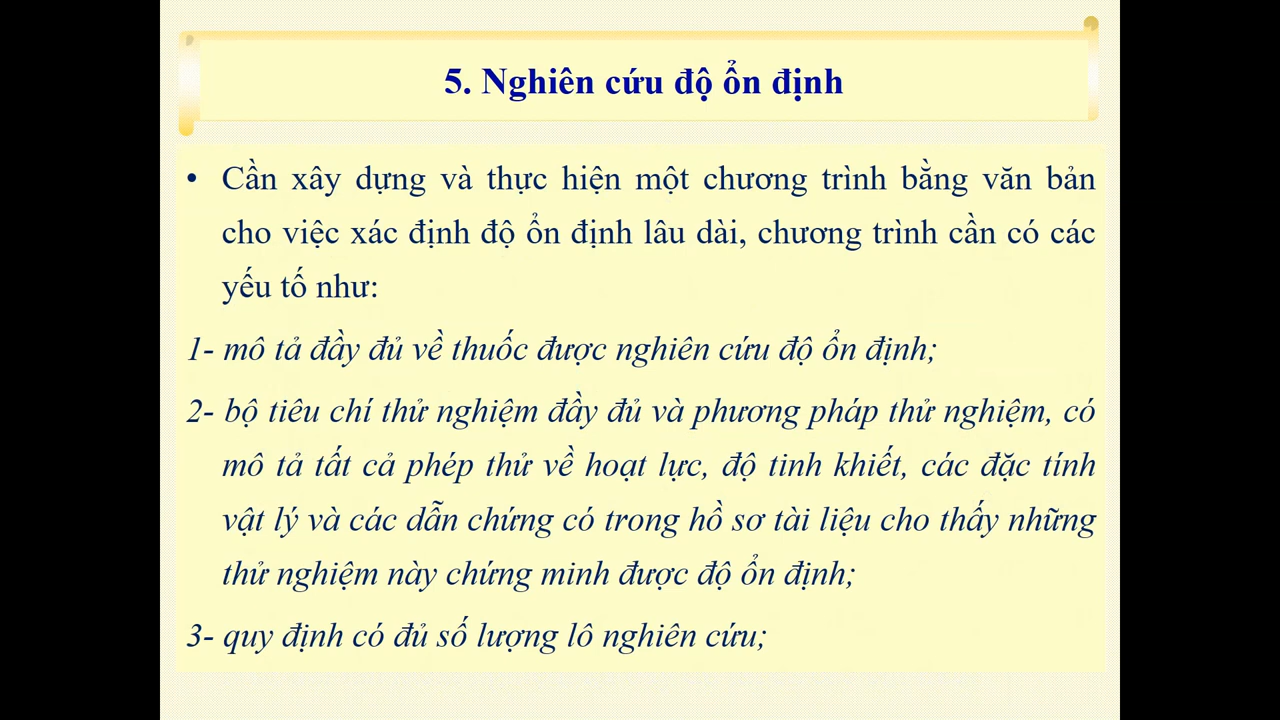 5. Nghiên cứu độ ổn định
• Cần xây dựng và thực hiện một chương trình bằng văn bản
cho việc xác định độ ổn định lâu dài, chương trình cần có các
yếu tố như:
1- mô tả đầy đủ về thuốc được nghiên cứu độ ổn định;
2- bộ tiêu chí thử nghiệm đầy đủ và phương pháp thử nghiệm, có
mô tả tất cả phép thử về hoạt lực, độ tinh khiết, các đặc tính
vật lý và các dẫn chứng có trong hồ sơ tài liệu cho thấy những
thử nghiệm này chứng minh được độ ổn định;
3- quy định có đủ số lượng lô nghiên cứu;